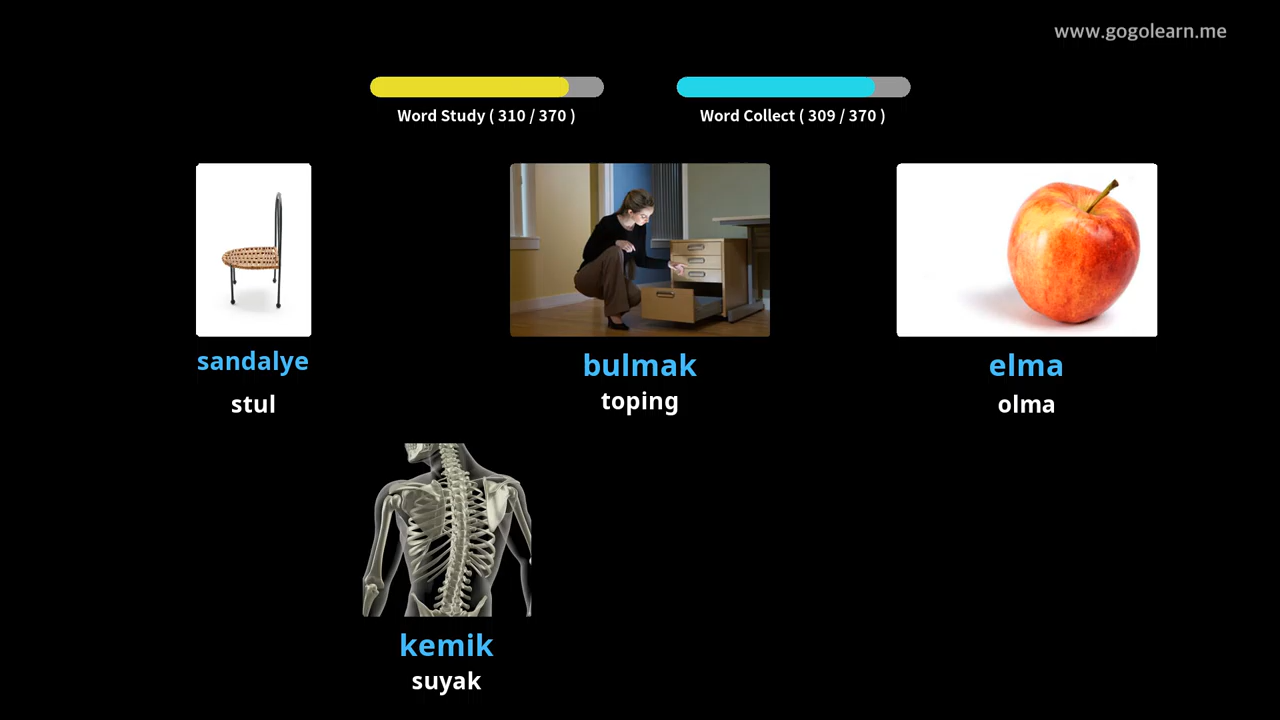 www.gogolearn.me
Word Study ( 310 / 370 )
Word Collect ( 309 / 370 )
sandalye
stul
bulmak
toping
elma
olma
kemik
suyak